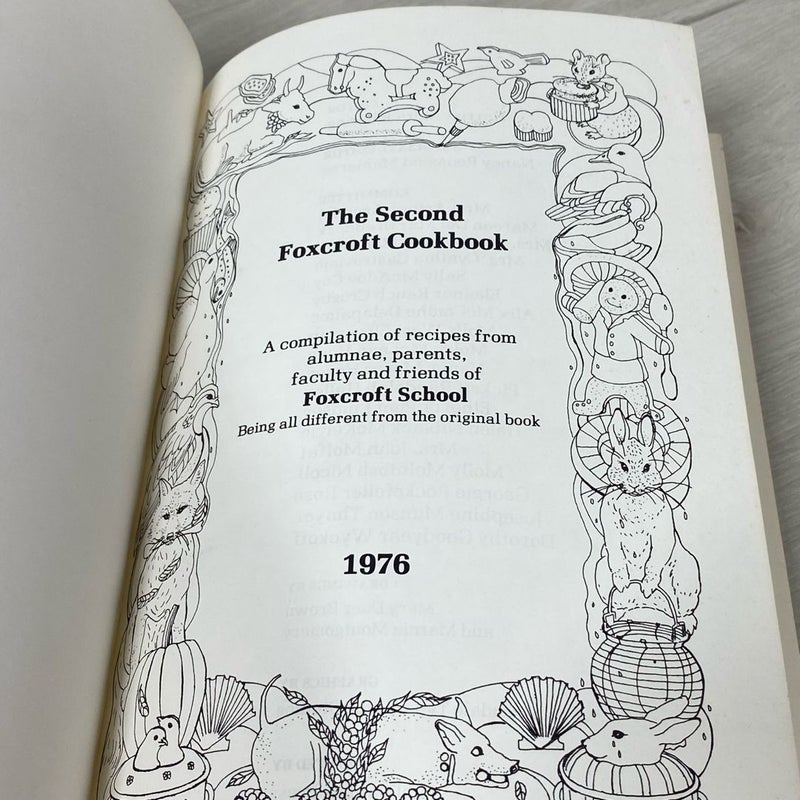 The Second
Foxcroft Cookbook
A compilation of recipes from
alumnae, parents,
faculty and friends of
Foxcroft School
Being all different from the original book
1976